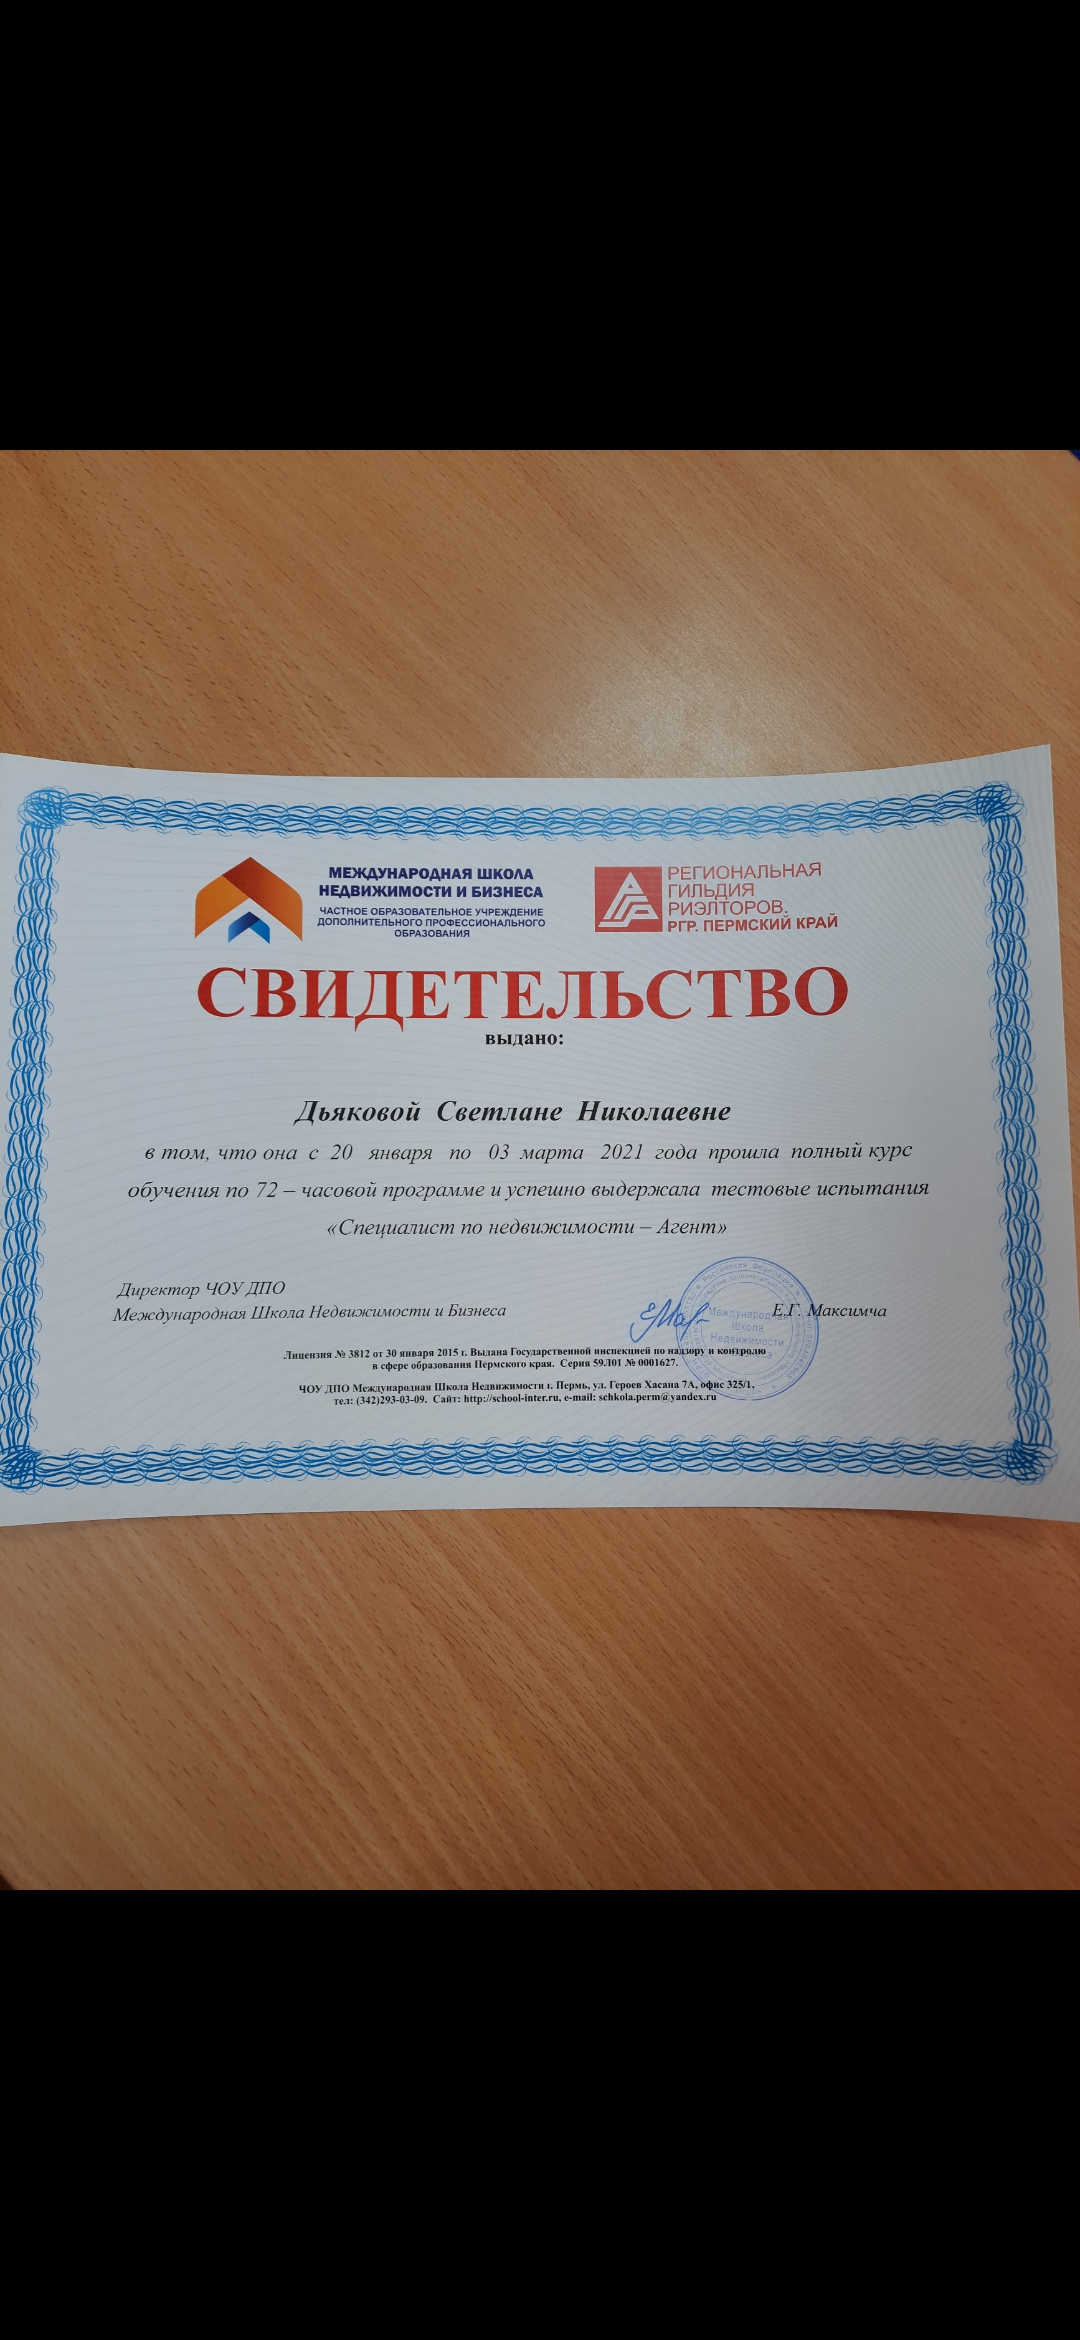 МЕЖДУНАРОДНАЯ ШКОЛА
НЕДВИЖИМОСТИ И БИЗНЕСА
ЧАСТНОЕ ОБРАЗОВАТЕЛЬНОЕ УЧРЕЖДЕНИЕ
ДОПОЛНИТЕЛЬНОГО ПРОФЕССИОНАЛЬНОГО
ОБРАЗОВАНИЯ
РЕГИОНАЛЬНАЯ
ГИЛЬДИЯ
РИЭЛТОРОВ.
РГР. ПЕРМСКИЙ КРАЙ
СВИДЕТЕЛЬСТВО
выдано:
Дьяковой Светлане Николаевне
в том, что она с 20 января по 03 марта 2021 года прошла полный курс
обучения по 72 – часовой программе и успешно выдержала тестовые испытания
«Специалист по недвижимости – Агент»
Директор ЧОУ ДПО
Международная Школа Недвижимости и Бизнеса
Е.Г. Максимча
Международная
Школа
Недвижимости
Лицензия № 3812 от 30 января 2015 г. Выдана Государственной инспекцией по надзору и контролю
в сфере образования Пермского края. Серия 59Л01 № 0001627.
ЧОУ ДПО Международная Школа Недвижимости г. Пермь, ул. Героев Хасана 7А, офис 325/1,
тел: (342)293-03-09. Сайт: http://school-inter.ru, e-mail: schkola.perm@yandex.ru